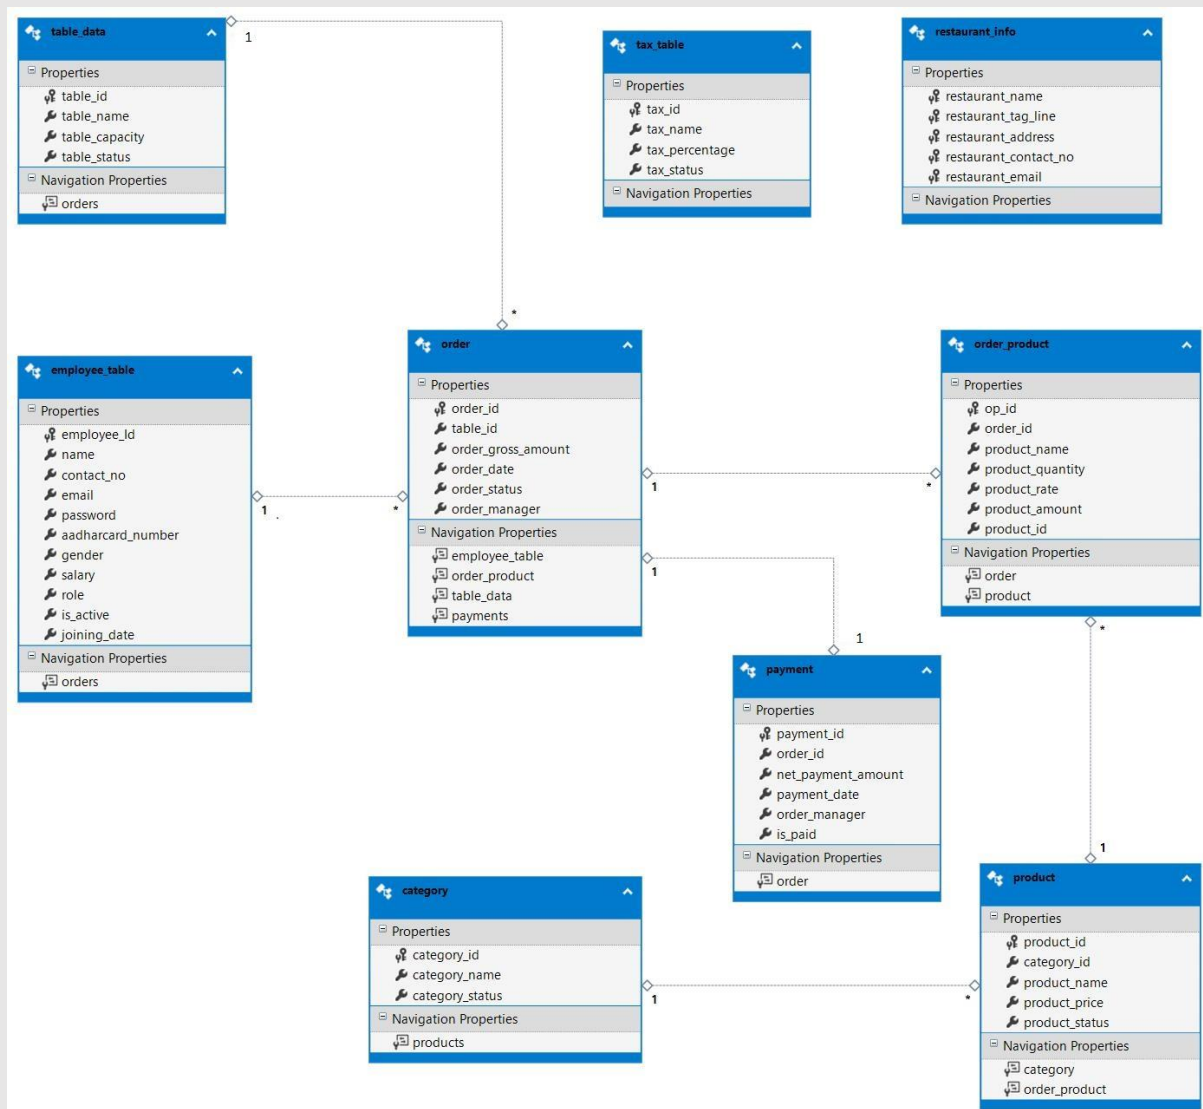 table_data
Properties
table_id
table_name
table_capacity
table_status
Navigation Properties
orders
1
*
tax_table
Properties
tax_id
tax_name
tax_percentage
tax_status
Navigation Properties
restaurant_info
Properties
restaurant_name
restaurant_tag_line
restaurant_address
restaurant_contact_no
restaurant_email
Navigation Properties
employee_table
Properties
employee_Id
name
contact_no
email
password
aadharcard_number
gender
salary
role
is_active
joining_date
Navigation Properties
orders
1 .
*
order
Properties
order_id
table_id
order_gross_amount
order_date
order_status
order_manager
Navigation Properties
employee_table
order_product
table_data
payments
1
*
1
1
order_product
Properties
op_id
order_id
product_name
product_quantity
product_rate
product_amount
product_id
Navigation Properties
order
product
*
1
payment
Properties
payment_id
order_id
net_payment_amount
payment_date
order_manager
is_paid
Navigation Properties
order
category
Properties
category_id
category_name
category_status
Navigation Properties
products
1
*
product
Properties
product_id
category_id
product_name
product_price
product_status
Navigation Properties
category
order_product